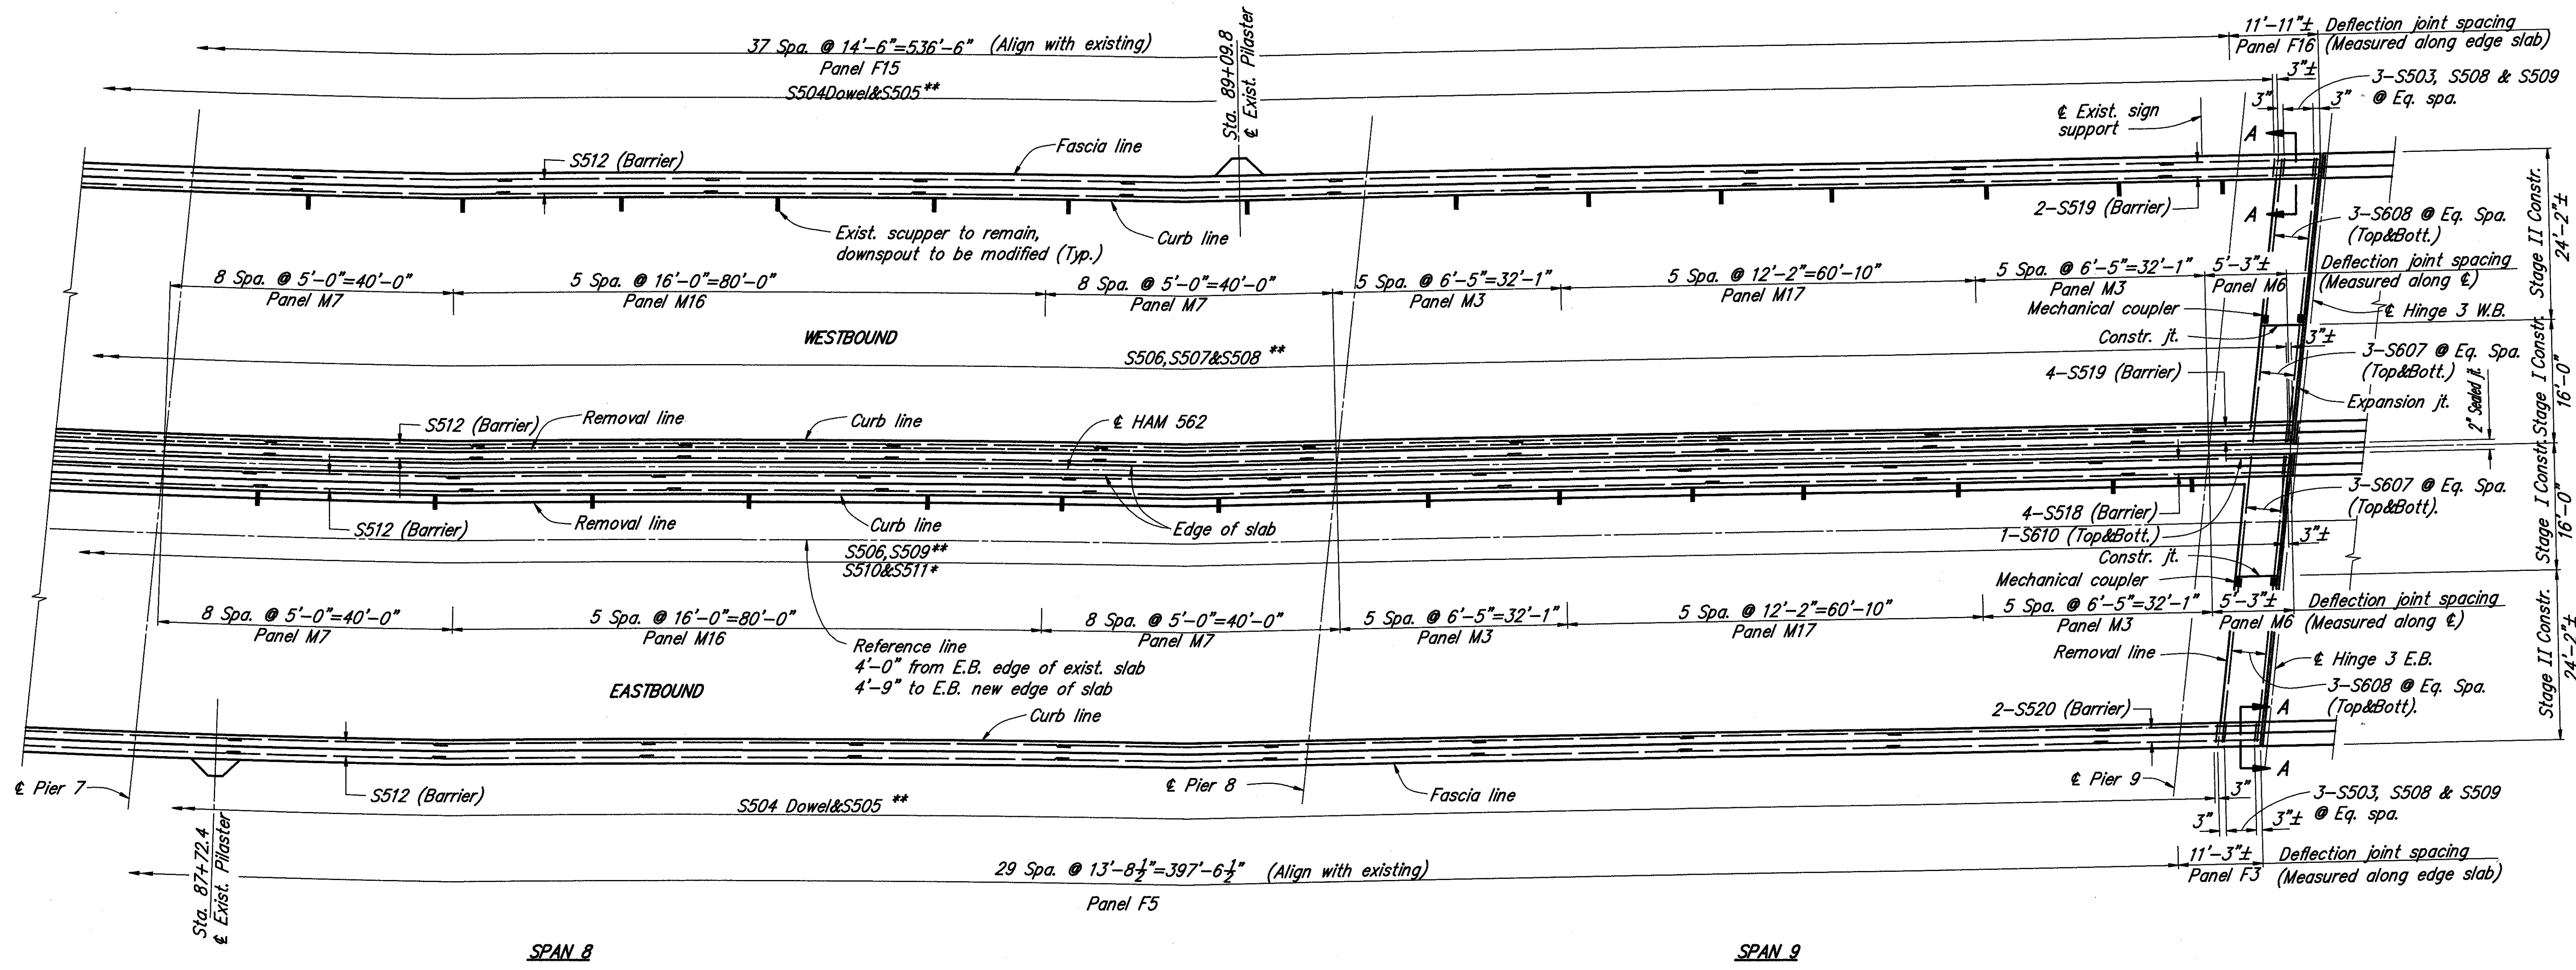 37 Spa. @ 14'-6"=536'-6" (Align with existing)
Panel F15
S504Dowel&S505 **
Sta. 89+09.8
℄ Exist. Pilaster
11'-11"± Deflection joint spacing
Panel F16 (Measured along edge slab)
3"±
3-S503, S508 & S509
@ Eq. spa.
3"
3"
℄ Exist. sign
support
A
A
S512 (Barrier)
Fascia line
Exist. scupper to remain,
downspout to be modified (Typ.)
Curb line
2-S519 (Barrier)
3-S608 @ Eq. Spa.
(Top&Bott.)
Stage II Constr.
24'-2"±
8 Spa. @ 5'-0"=40'-0"
Panel M7
5 Spa. @ 16'-0"=80'-0"
Panel M16
8 Spa. @ 5'-0"=40'-0"
Panel M7
5 Spa. @ 6'-5"=32'-1"
Panel M3
5 Spa. @ 12'-2"=60'-10"
Panel M17
5 Spa. @ 6'-5"=32'-1"
Panel M3
5'-3"±
Panel M6
Deflection joint spacing
(Measured along ℄)
Mechanical coupler
℄ Hinge 3 W.B.
WESTBOUND
Constr. jt.
3"±
S506,S507&S508 **
3-S607 @ Eq. Spa.
(Top&Bott.)
4-S519 (Barrier)
Expansion jt.
Stage I Constr.
16'-0"
2" Sealed jt.
S512 (Barrier)
Removal line
Curb line
℄ HAM 562
S512 (Barrier)
Removal line
Curb line
Edge of slab
3-S607 @ Eq. Spa.
(Top&Bott).
4-S518 (Barrier)
1-S610 (Top&Bott.)
Stage I Constr.
16'-0"
3"±
S506,S509**
S510&S511*
Constr. jt.
Mechanical coupler
8 Spa. @ 5'-0"=40'-0"
Panel M7
5 Spa. @ 16'-0"=80'-0"
Panel M16
8 Spa. @ 5'-0"=40'-0"
Panel M7
5 Spa. @ 6'-5"=32'-1"
Panel M3
5 Spa. @ 12'-2"=60'-10"
Panel M17
5 Spa. @ 6'-5"=32'-1"
Panel M3
5'-3"±
Panel M6
Deflection joint spacing
(Measured along ℄)
Reference line
4'-0" from E.B. edge of exist. slab
4'-9" to E.B. new edge of slab
Removal line
℄ Hinge 3 E.B.
EASTBOUND
3-S608 @ Eq. Spa.
(Top&Bott).
Stage II Constr.
24'-2"±
Curb line
2-S520 (Barrier)
A
A
℄ Pier 7
S512 (Barrier)
℄ Pier 8
Fascia line
℄ Pier 9
S504 Dowel&S505 **
3"
3-S503, S508 & S509
@ Eq. spa.
3"
3"±
Sta. 87+72.4
℄ Exist. Pilaster
29 Spa. @ 13'-8½"=397'-6½" (Align with existing)
Panel F5
11'-3"±
Panel F3
Deflection joint spacing
(Measured along edge slab)
SPAN 8
SPAN 9